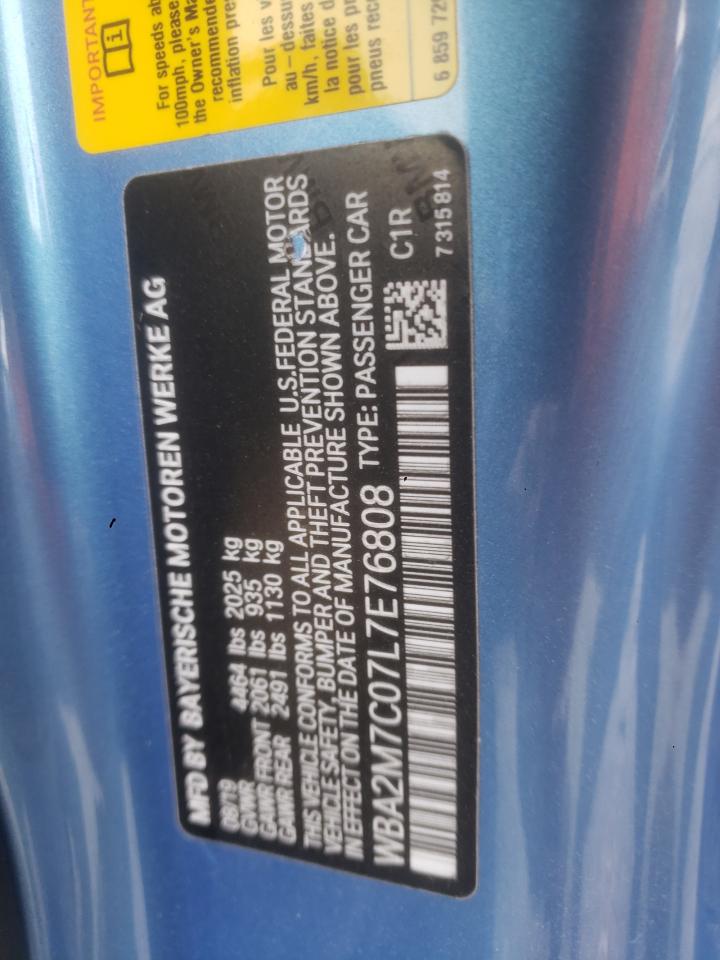 IMPORTANT
For speeds ab
100mph, please
the Owner's Ma
recommende
inflation pre
Pour les v
au-dessu
km/h, faites
la notice d
pour les pr
pneus rec
6 859 729
MFD BY BAYERISCHE MOTOREN WERKE AG
08/19
GVWR 4464 lbs 2025 kg
GAWR FRONT 2061 lbs 935 kg
GAWR REAR 2491 lbs 1130 kg
THIS VEHICLE CONFORMS TO ALL APPLICABLE U.S.FEDERAL MOTOR
VEHICLE SAFETY, BUMPER AND THEFT PREVENTION STANDARDS
IN EFFECT ON THE DATE OF MANUFACTURE SHOWN ABOVE.
WBA2M7C07L7E76808 TYPE: PASSENGER CAR
C1R
7 315 814